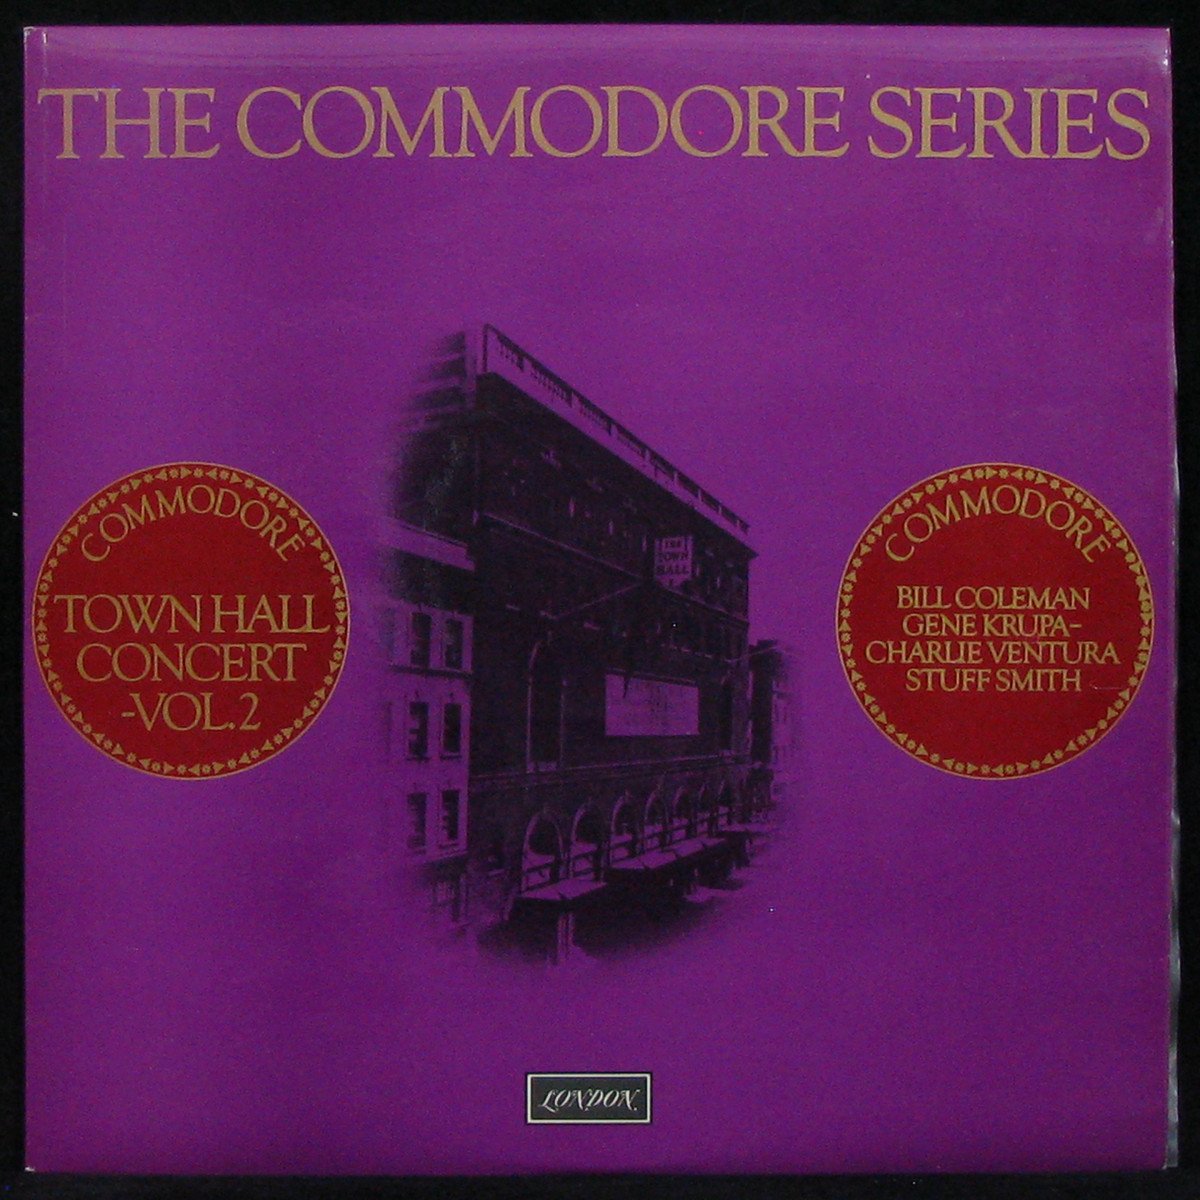 THE COMMODORE SERIES
COMMODORE
TOWN HALL
CONCERT
-VOL.2
THE
TOWN
HALL
COMMODORE
BILL COLEMAN
GENE KRUPA-
CHARLIE VENTURA
STUFF SMITH
LONDON